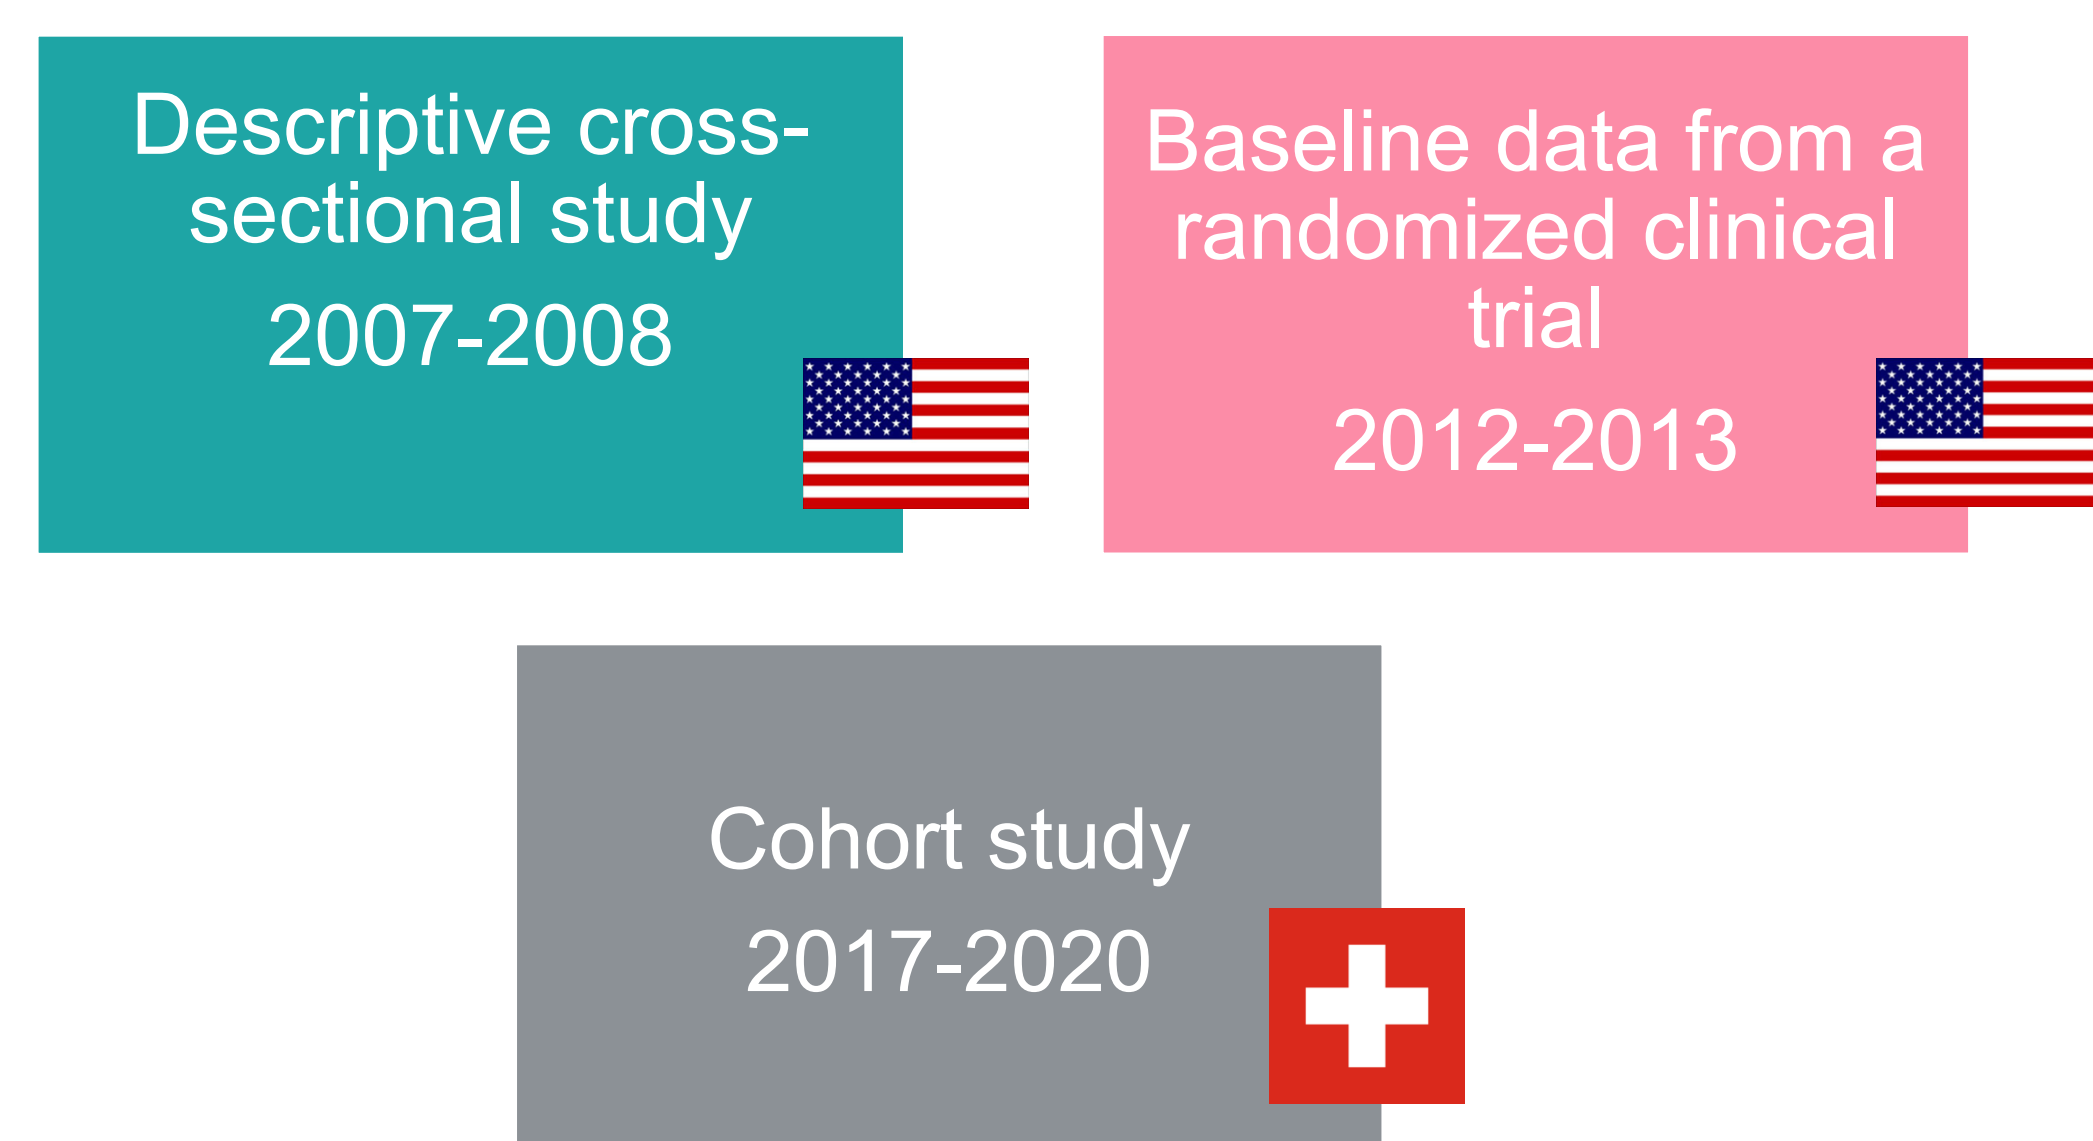 Descriptive cross-
sectional study
2007-2008
Baseline data from a
randomized clinical
trial
2012-2013
Cohort study
2017-2020